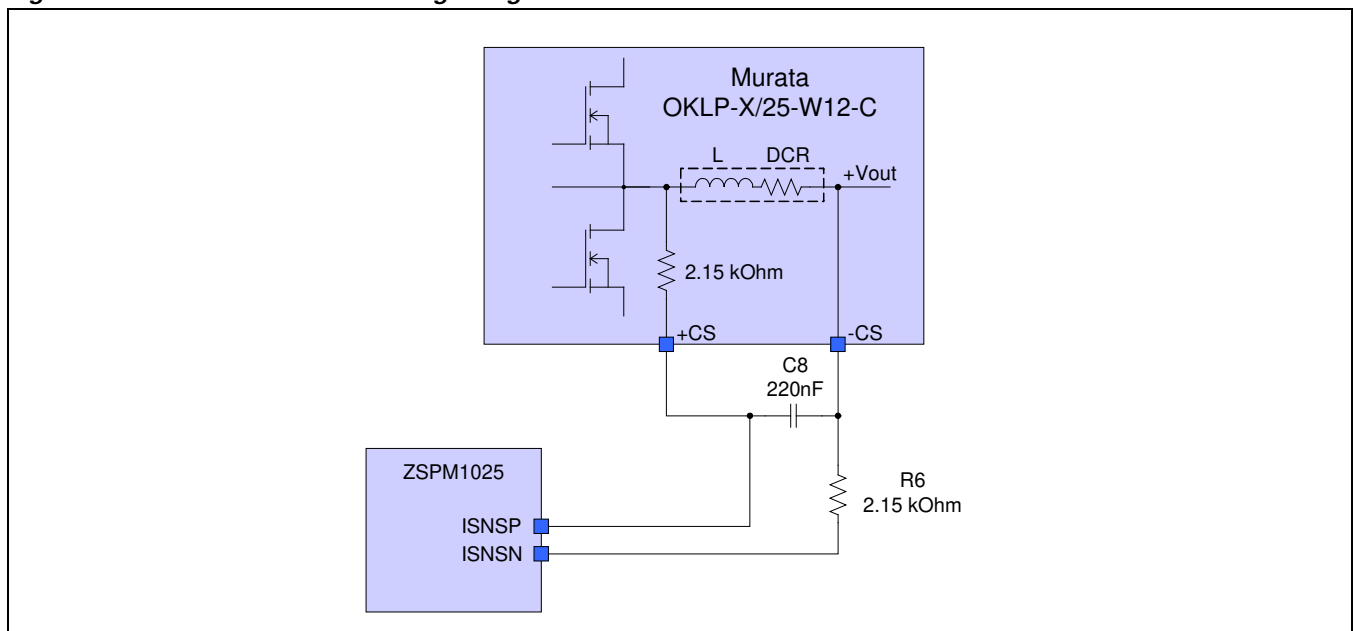 Murata
OKLP-X/25-W12-C
L DCR
+Vout
2.15 kOhm
+CS
-CS
C8
220nF
ZSPM1025
R6
2.15 kOhm
ISNSP
ISNSN